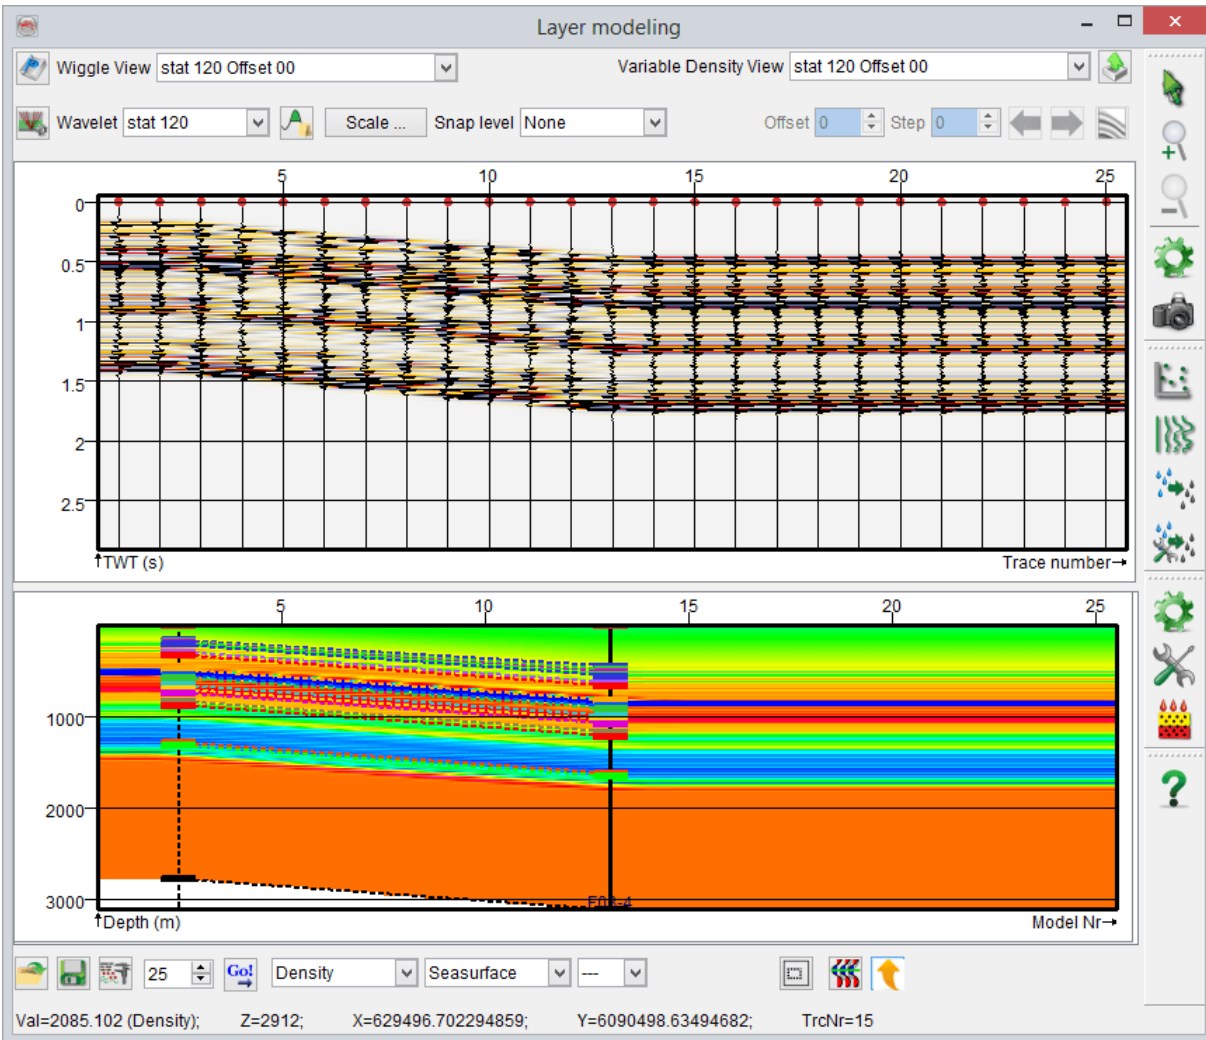 Layer modeling
Wiggle View stat 120 Offset 00 Variable Density View stat 120 Offset 00
Wavelet stat 120 Scale ... Snap level None Offset 0 Step 0
5 10 15 20 25
0
0.5
1
1.5
2
2.5
TWT (s) Trace number
5 10 15 20 25
1000
2000
3000
Depth (m) Model Nr
25 Go! Density Seasurface ---
Val=2085.102 (Density); Z=2912; X=629496.702294859; Y=6090498.63494682; TrcNr=15